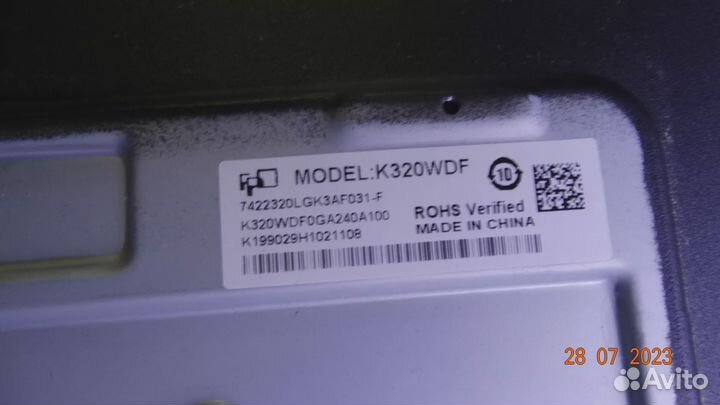 MODEL:K320WDF
10
7422320LGK3AF031-F
K320WDF0GA240A100
K199029H1021108
ROHS Verified
MADE IN CHINA
28 07 2023
Avito